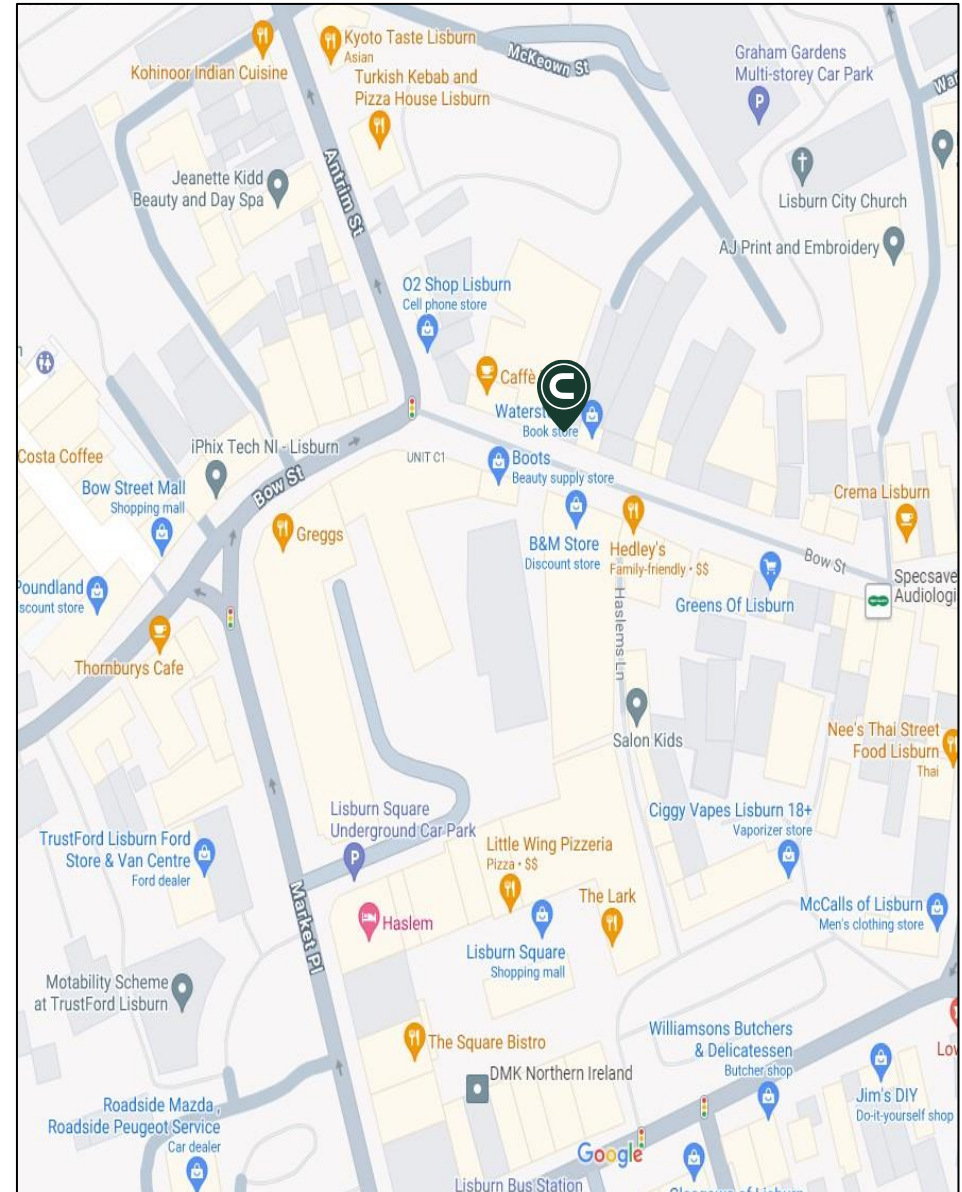 Kyoto Taste Lisburn
Asian
Kohinoor Indian Cuisine
Turkish Kebab and
Pizza House Lisburn
McKeown St
Graham Gardens
Multi-storey Car Park
P
Antrim St
Jeanette Kidd
Beauty and Day Spa
Lisburn City Church
AJ Print and Embroidery
O2 Shop Lisburn
Cell phone store
Caffè
C
Book store
Costa Coffee
iPhix Tech NI - Lisburn
UNIT C1
Boots
Beauty supply store
Bow Street Mall
Shopping mall
Bow St
Greggs
Crema Lisburn
B&M Store
Discount store
Hedley's
Family-friendly • $$
Bow St
Greens Of Lisburn
Poundland
Haslems Ln
Thornburys Cafe
Salon Kids
Nee's Thai Street
Food Lisburn
Thai
Lisburn Square
Underground Car Park
P
Ciggy Vapes Lisburn 18+
Vaporizer store
TrustFord Lisburn Ford
Store & Van Centre
Ford dealer
Little Wing Pizzeria
Pizza • $$
The Lark
Market Pl
Haslem
McCalls of Lisburn
Men's clothing store
Lisburn Square
Shopping mall
Motability Scheme
at TrustFord Lisburn
The Square Bistro
Williamsons Butchers
& Delicatessen
Butcher shop
DMK Northern Ireland
Jim's DIY
Do-it-yourself shop
Roadside Mazda,
Roadside Peugeot Service
Car dealer
Google
Lisburn Bus Station